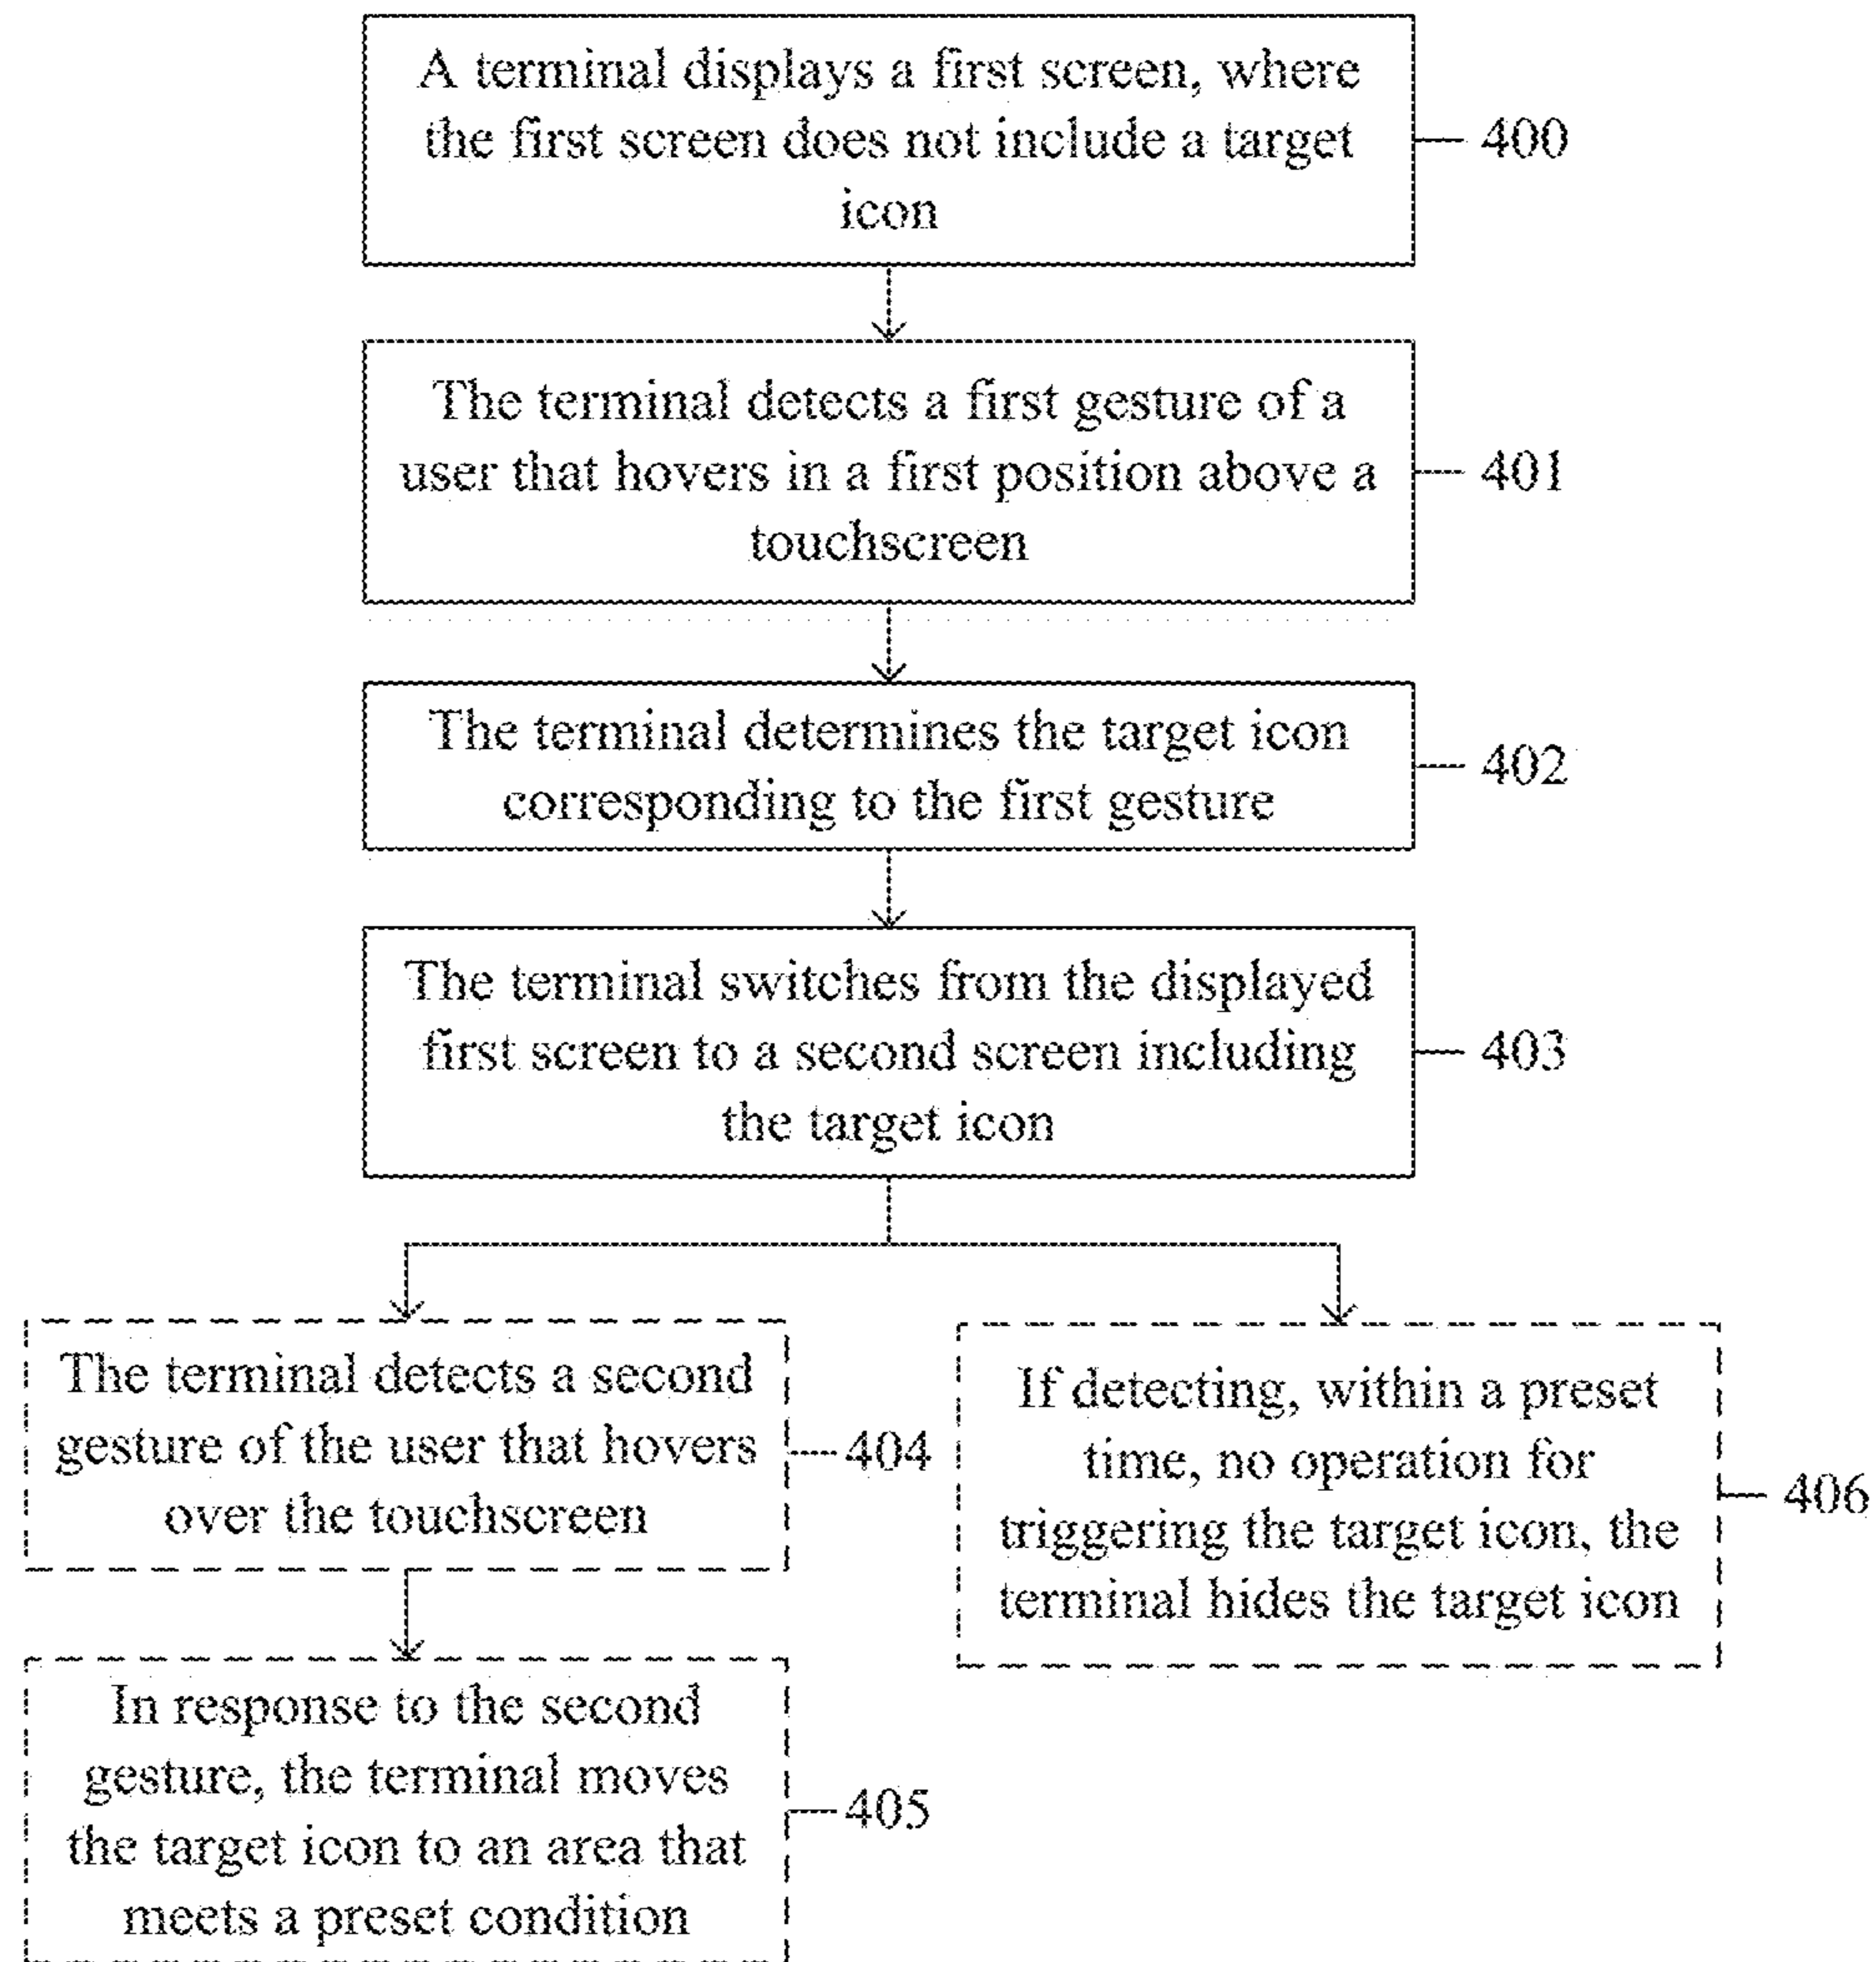 A terminal displays a first screen, where
the first screen does not include a target
icon
400
The terminal detects a first gesture of a
user that hovers in a first position above a
touchscreen
401
The terminal determines the target icon
corresponding to the first gesture
402
The terminal switches from the displayed
first screen to a second screen including
the target icon
403
The terminal detects a second
gesture of the user that hovers
over the touchscreen
404
In response to the second
gesture, the terminal moves
the target icon to an area that
meets a preset condition
405
If detecting, within a preset
time, no operation for
triggering the target icon, the
terminal hides the target icon
406